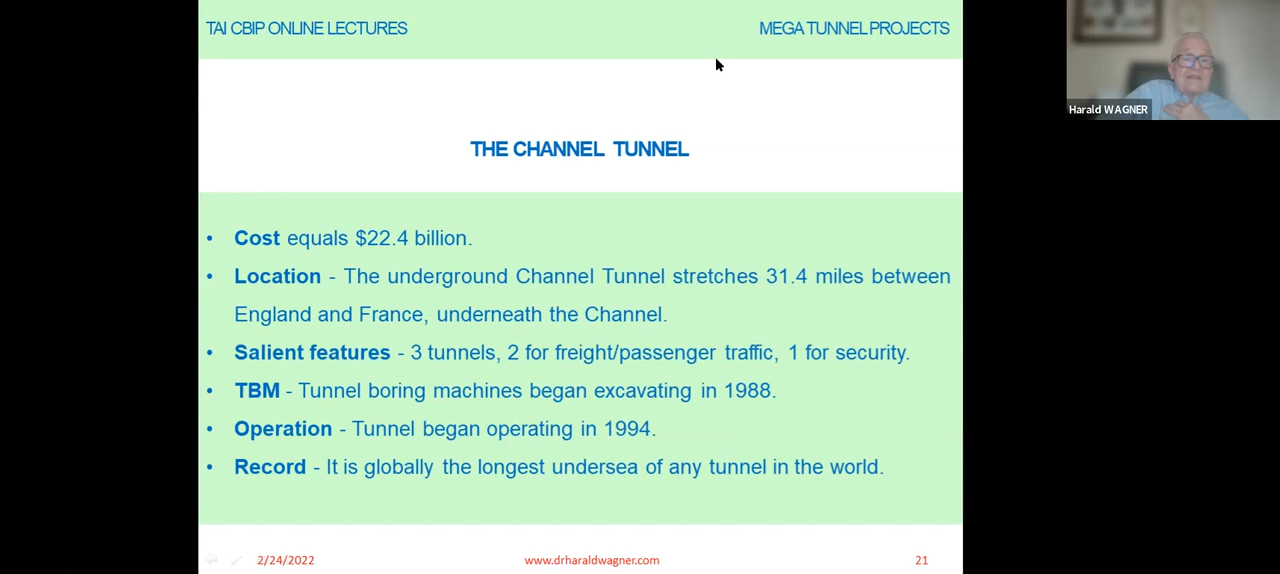 TAI CBIP ONLINE LECTURES
MEGA TUNNEL PROJECTS
Harald WAGNER
THE CHANNEL TUNNEL
• Cost equals $22.4 billion.
• Location - The underground Channel Tunnel stretches 31.4 miles between
England and France, underneath the Channel.
• Salient features - 3 tunnels, 2 for freight/passenger traffic, 1 for security.
• TBM - Tunnel boring machines began excavating in 1988.
• Operation - Tunnel began operating in 1994.
• Record - It is globally the longest undersea of any tunnel in the world.
2/24/2022
www.drharaldwagner.com
21